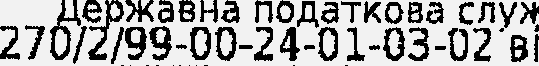 Державна податкова служ
270/2/99-00-24-01-03-02 ві